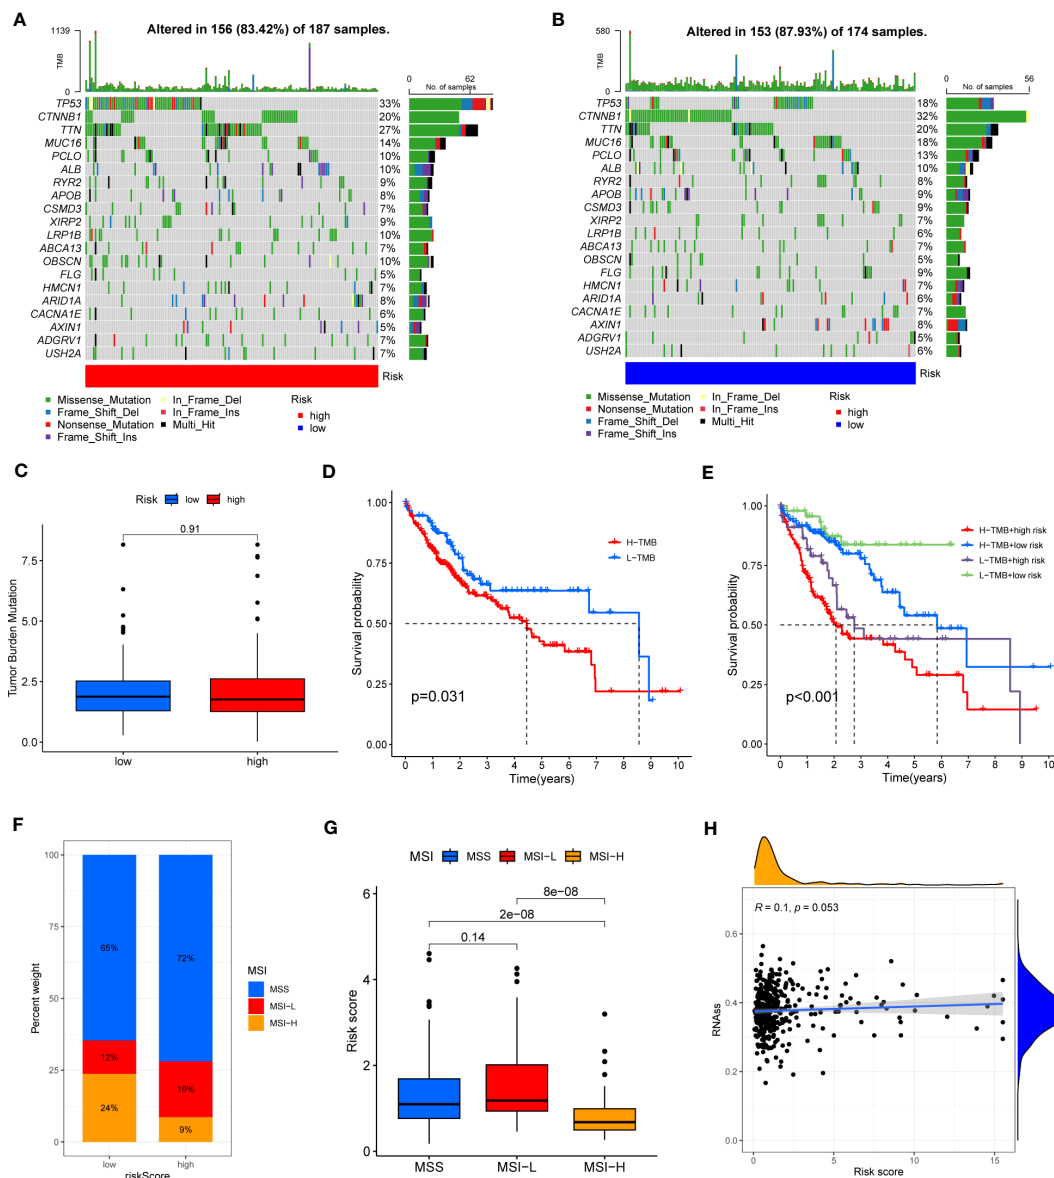 A
Altered in 156 (83.42%) of 187 samples.
1139
TMB
0
0 62
No. of samples
TP53 33%
CTNNB1 20%
TTN 27%
MUC16 14%
PCLO 10%
ALB 10%
RYR2 9%
APOB 8%
CSMD3 7%
XIRP2 9%
LRP1B 10%
ABCA13 7%
OBSCN 10%
FLG 5%
HMCN1 7%
ARID1A 8%
CACNA1E 6%
AXIN1 5%
ADGRV1 7%
USH2A 7%
Risk
Missense_Mutation In_Frame_Del Risk
Frame_Shift_Del In_Frame_Ins high
Nonsense_Mutation Multi_Hit low
Frame_Shift_Ins
B
Altered in 153 (87.93%) of 174 samples.
580
TMB
0
0 56
No. of samples
TP53 18%
CTNNB1 32%
TTN 20%
MUC16 18%
PCLO 13%
ALB 10%
RYR2 8%
APOB 9%
CSMD3 9%
XIRP2 7%
LRP1B 6%
ABCA13 7%
OBSCN 5%
FLG 9%
HMCN1 7%
ARID1A 6%
CACNA1E 7%
AXIN1 8%
ADGRV1 5%
USH2A 6%
Risk
Missense_Mutation In_Frame_Del Risk
Nonsense_Mutation In_Frame_Ins high
Frame_Shift_Del Multi_Hit low
Frame_Shift_Ins
C
Risk low high
0.91
Tumor Burden Mutation
7.5
5.0
2.5
0.0
low high
D
Survival probability
1.00
0.75
0.50
0.25
0.00
H-TMB
L-TMB
p=0.031
0 1 2 3 4 5 6 7 8 9 10
Time(years)
E
Survival probability
1.00
0.75
0.50
0.25
0.00
H-TMB+high risk
H-TMB+low risk
L-TMB+high risk
L-TMB+low risk
p<0.001
0 1 2 3 4 5 6 7 8 9 10
Time(years)
F
Percent weight
100
75
50
25
0
65% 72%
12% 19%
24% 9%
low high
riskScore
MSI
MSS
MSI-L
MSI-H
G
MSI MSS MSI-L MSI-H
8e-08
2e-08
0.14
Risk score
6
4
2
0
MSS MSI-L MSI-H
H
R = 0.1, p = 0.053
RNAss
0.6
0.4
0.2
0.0
0 5 10 15
Risk score